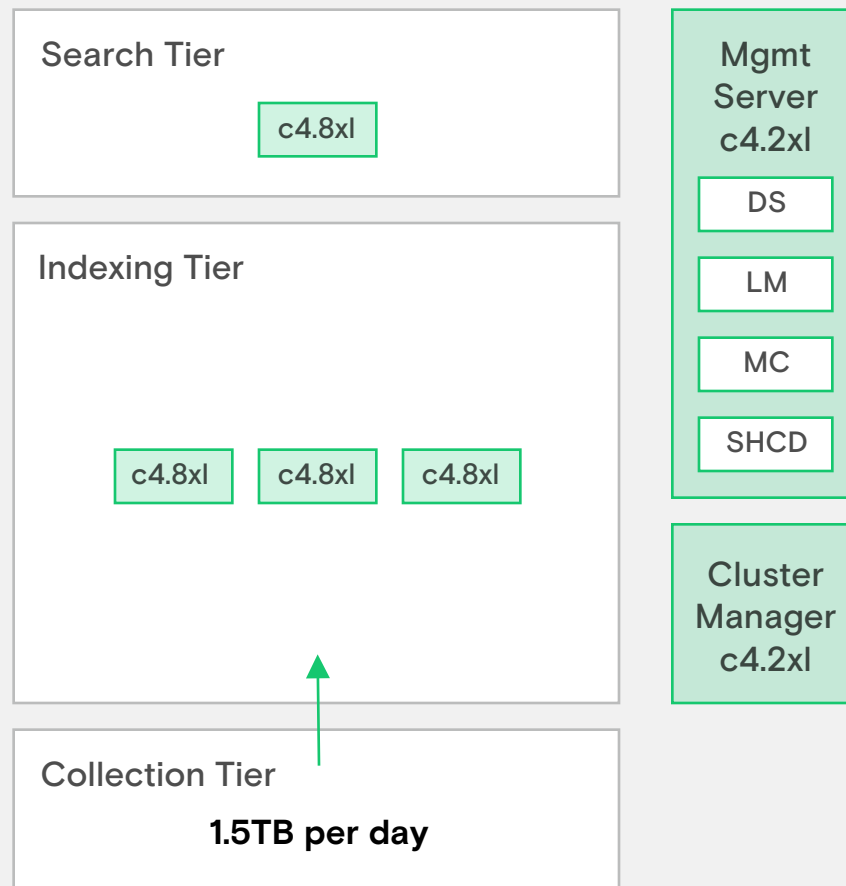 Search Tier
c4.8xl
Indexing Tier
c4.8xl
c4.8xl
c4.8xl
Collection Tier
1.5TB per day
Mgmt
Server
c4.2xl
DS
LM
MC
SHCD
Cluster
Manager
c4.2xl